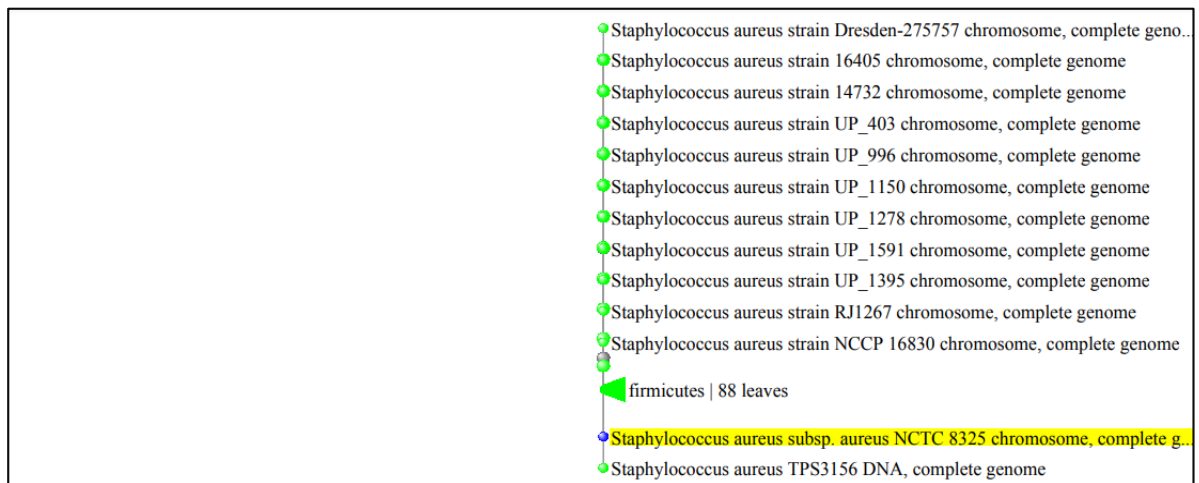 Staphylococcus aureus strain Dresden-275757 chromosome, complete geno...
Staphylococcus aureus strain 16405 chromosome, complete genome
Staphylococcus aureus strain 14732 chromosome, complete genome
Staphylococcus aureus strain UP_403 chromosome, complete genome
Staphylococcus aureus strain UP_996 chromosome, complete genome
Staphylococcus aureus strain UP_1150 chromosome, complete genome
Staphylococcus aureus strain UP_1278 chromosome, complete genome
Staphylococcus aureus strain UP_1591 chromosome, complete genome
Staphylococcus aureus strain UP_1395 chromosome, complete genome
Staphylococcus aureus strain RJ1267 chromosome, complete genome
Staphylococcus aureus strain NCCP 16830 chromosome, complete genome
firmicutes | 88 leaves
Staphylococcus aureus subsp. aureus NCTC 8325 chromosome, complete g...
Staphylococcus aureus TPS3156 DNA, complete genome